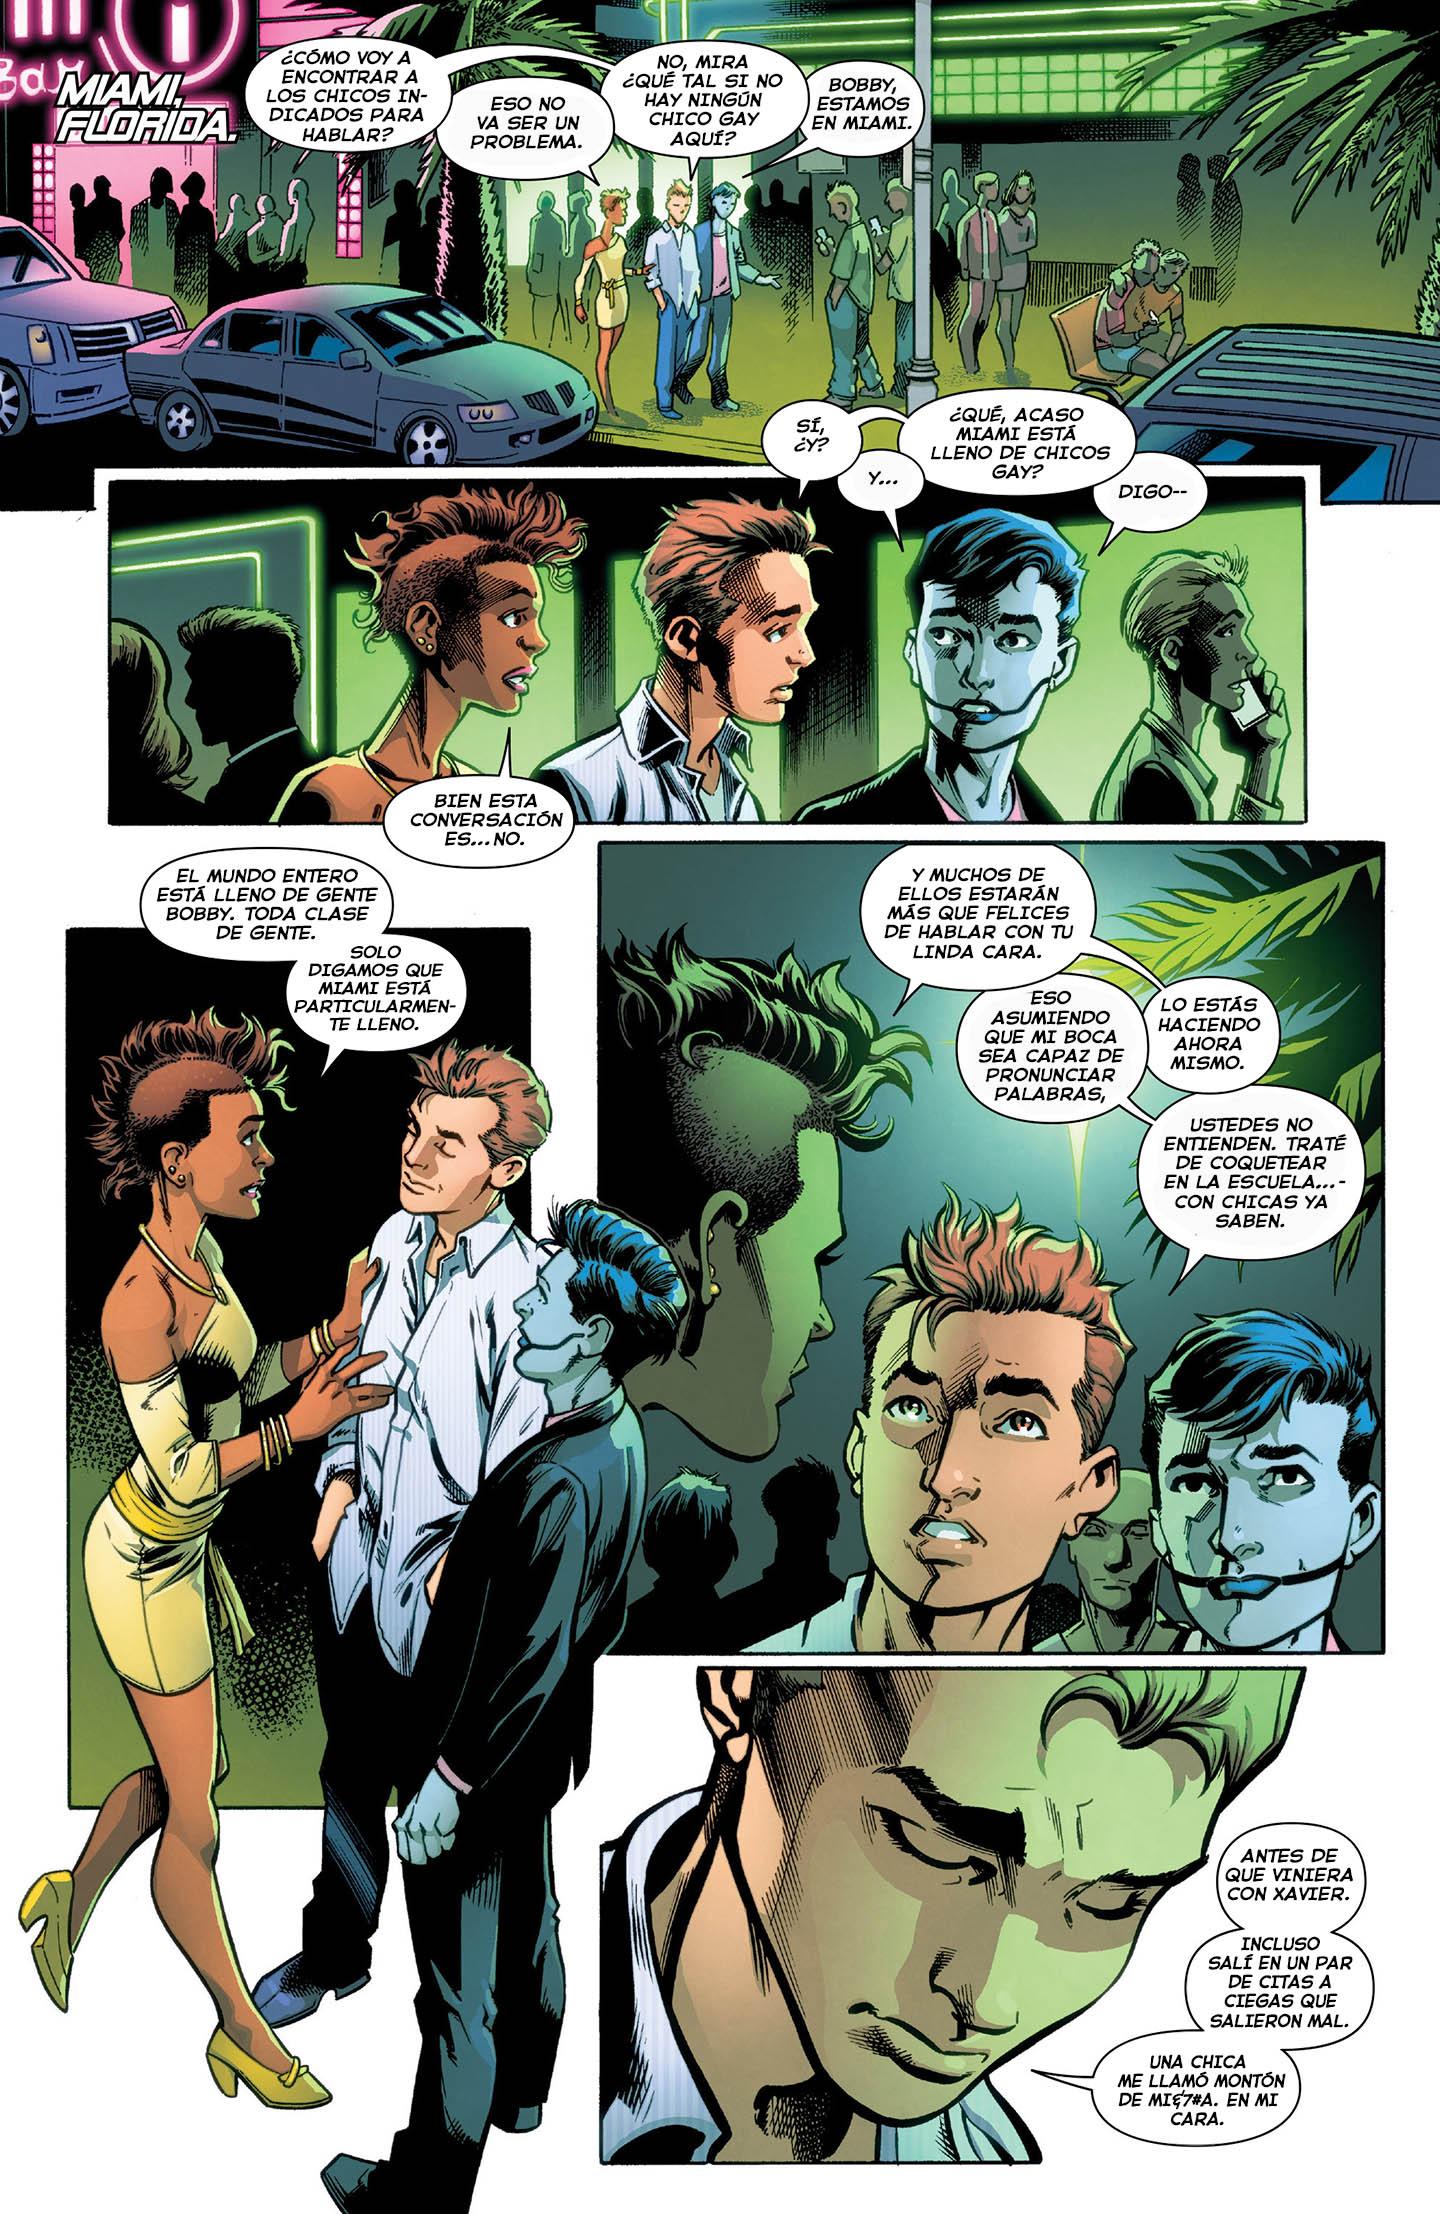 Bar
MIAMI,
FLORIDA.
¿CÓMO VOY A
ENCONTRAR A
LOS CHICOS IN-
DICADOS PARA
HABLAR?
ESO NO
VA SER UN
PROBLEMA.
NO, MIRA
¿QUÉ TAL SI NO
HAY NINGÚN
CHICO GAY
AQUÍ?
BOBBY,
ESTAMOS
EN MIAMI.
SÍ,
¿Y?
Y...
¿QUÉ, ACASO
MIAMI ESTÁ
LLENO DE CHICOS
GAY?
DIGO--
BIEN ESTA
CONVERSACIÓN
ES...NO.
EL MUNDO ENTERO
ESTÁ LLENO DE GENTE
BOBBY. TODA CLASE
DE GENTE.
SOLO
DIGAMOS QUE
MIAMI ESTÁ
PARTICULARMEN-
TE LLENO.
Y MUCHOS DE
ELLOS ESTARÁN
MÁS QUE FELICES
DE HABLAR CON TU
LINDA CARA.
ESO
ASUMIENDO
QUE MI BOCA
SEA CAPAZ DE
PRONUNCIAR
PALABRAS,
LO ESTÁS
HACIENDO
AHORA
MISMO.
USTEDES NO
ENTIENDEN. TRATÉ
DE COQUETEAR
EN LA ESCUELA...-
CON CHICAS YA
SABEN.
ANTES DE
QUE VINIERA
CON XAVIER.
INCLUSO
SALÍ EN UN PAR
DE CITAS A
CIEGAS QUE
SALIERON MAL.
UNA CHICA
ME LLAMÓ MONTÓN
DE MI&7#A. EN MI
CARA.